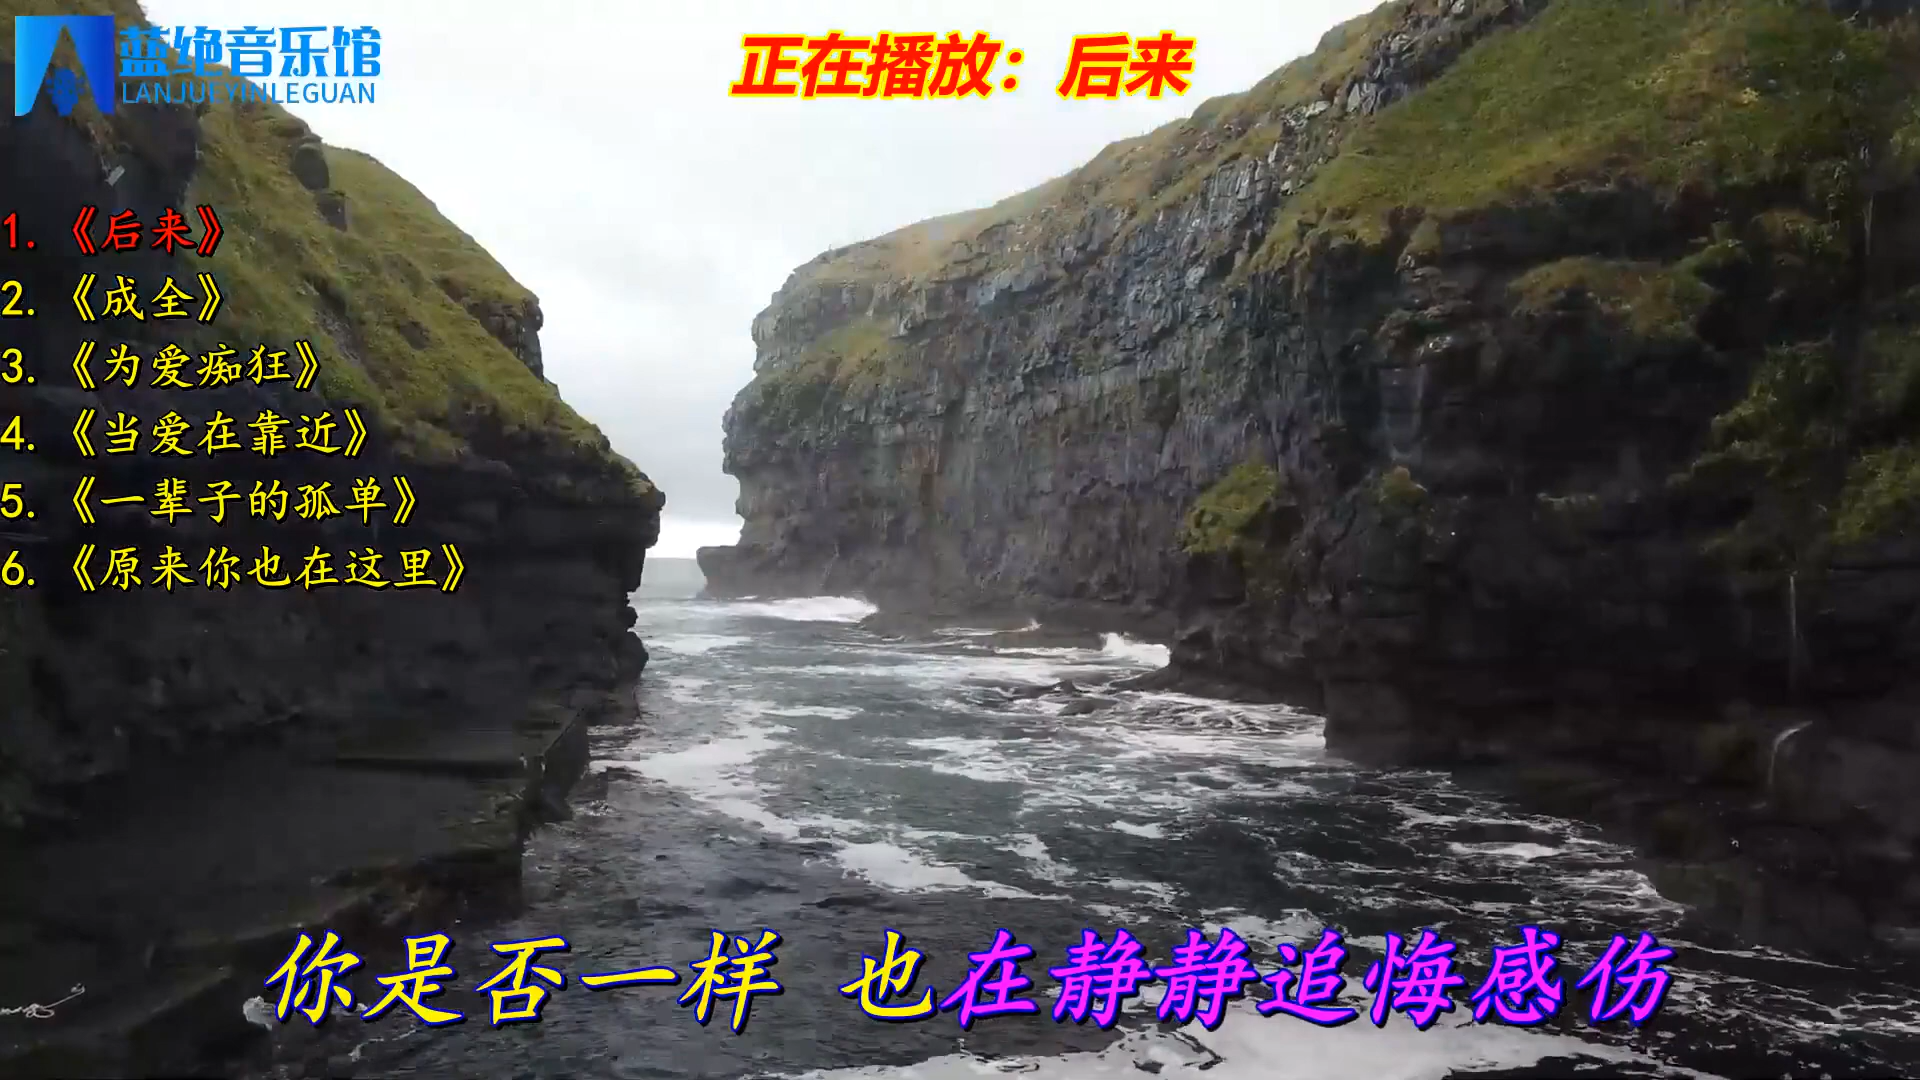 蓝绝音乐馆
LANJUEYINLEGUAN
正在播放：后来
1. 《后来》
2. 《成全》
3. 《为爱痴狂》
4. 《当爱在靠近》
5. 《一辈子的孤单》
6. 《原来你也在这里》
你是否一样 也在静静追悔感伤